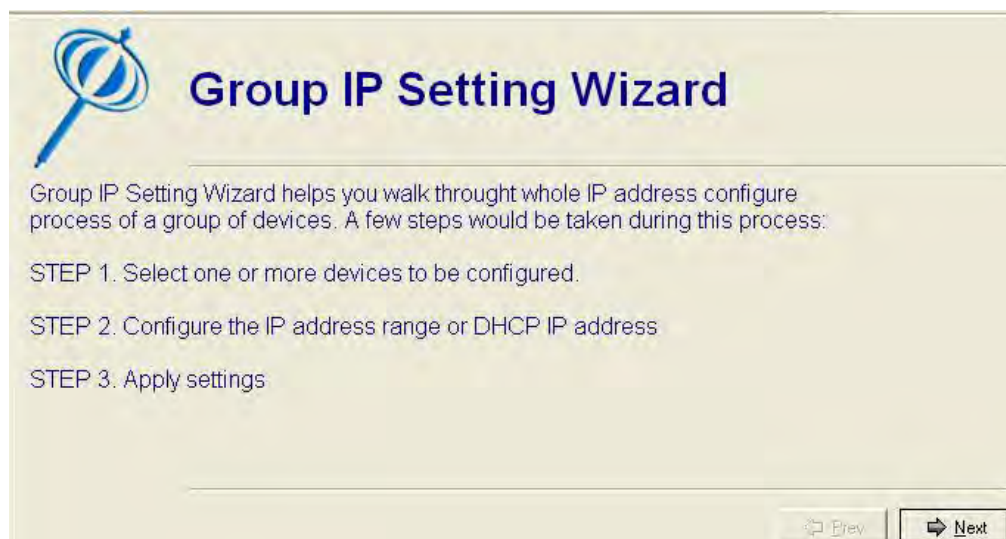 Group IP Setting Wizard
Group IP Setting Wizard helps you walk throught whole IP address configure
process of a group of devices. A few steps would be taken during this process:
STEP 1. Select one or more devices to be configured.
STEP 2. Configure the IP address range or DHCP IP address
STEP 3. Apply settings
Prev
Next